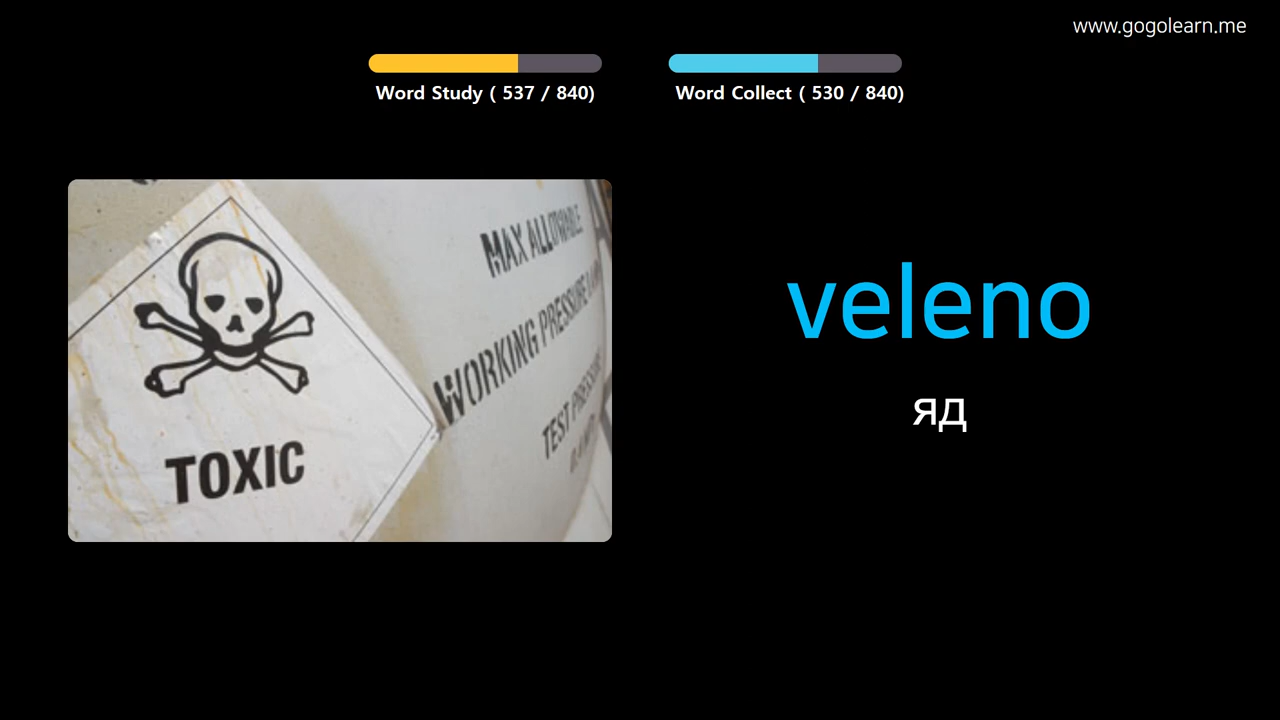 www.gogolearn.me
Word Study ( 537 / 840)
Word Collect ( 530 / 840)
MAX ALLOWABLE
WORKING PRESSURE
TEST PRESSURE
TOXIC
veleno
яд